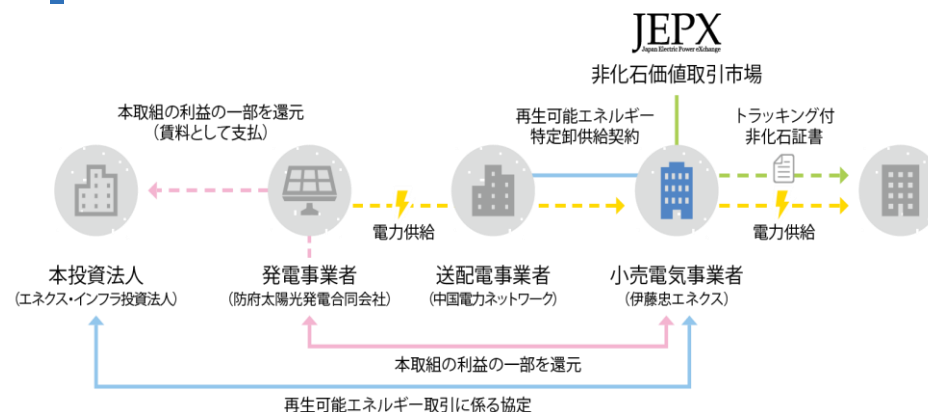 JEPX
Japan Electric Power eXchange
非化石価値取引市場
本取組の利益の一部を還元
(賃料として支払)
再生可能エネルギー
特定卸供給契約
トラッキング付
非化石証書
電力供給
電力供給
本投資法人
(エネクス・インフラ投資法人)
発電事業者
(防府太陽光発電合同会社)
送配電事業者
(中国電力ネットワーク)
小売電気事業者
(伊藤忠エネクス)
本取組の利益の一部を還元
再生可能エネルギー取引に係る協定